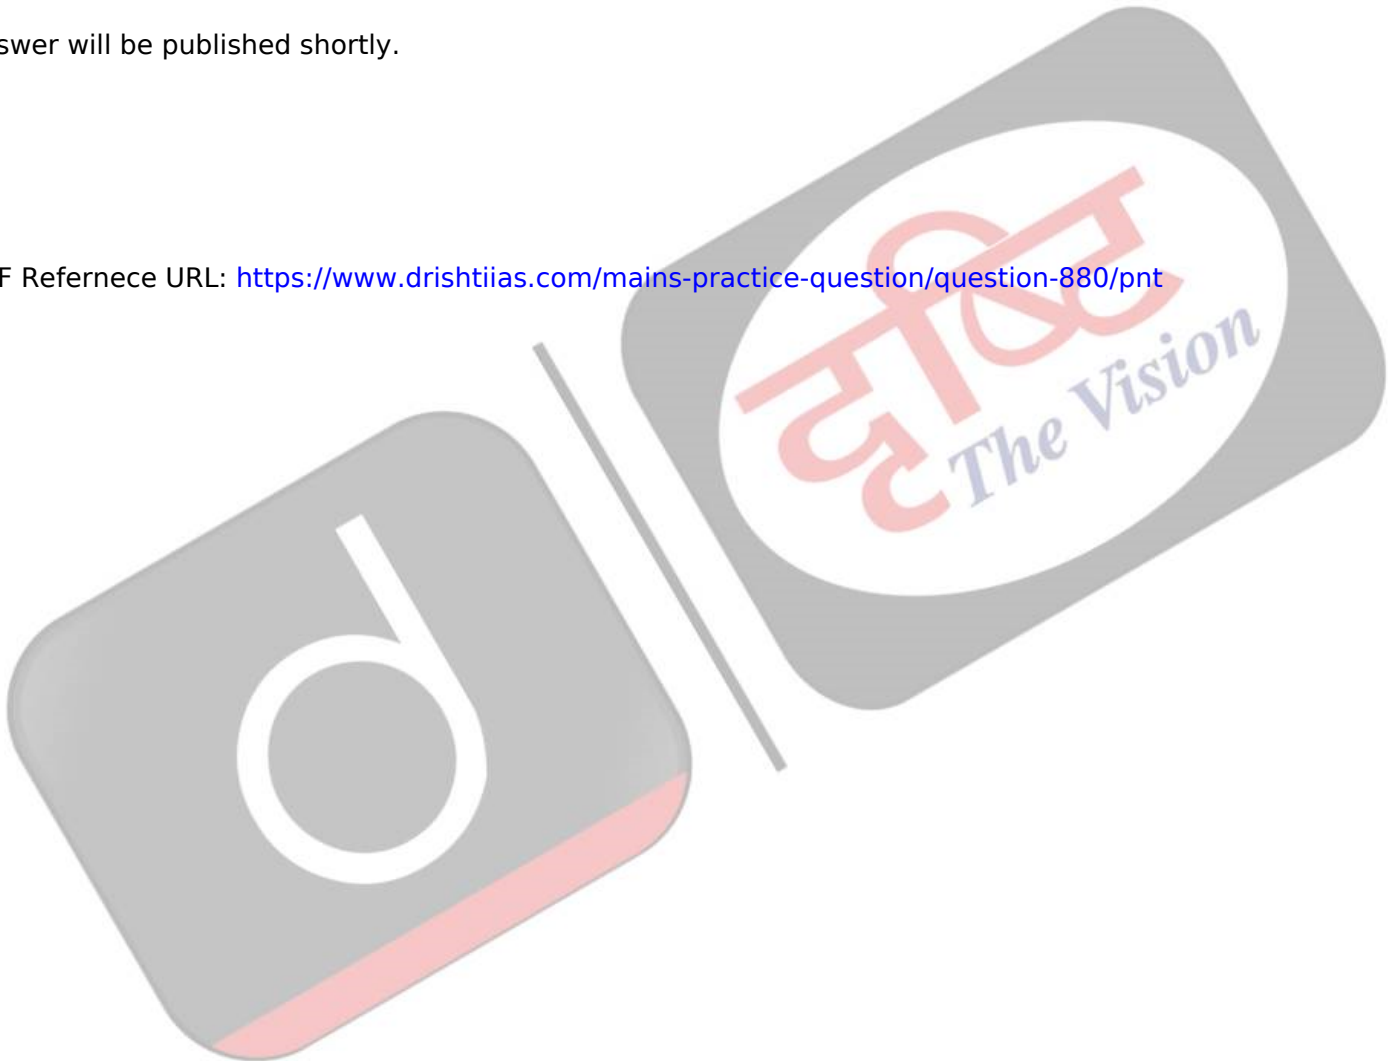 swer will be published shortly.
F Refernece URL: https://www.drishtiias.com/mains-practice-question/question-880/pnt
दृष्टि
The Vision
d